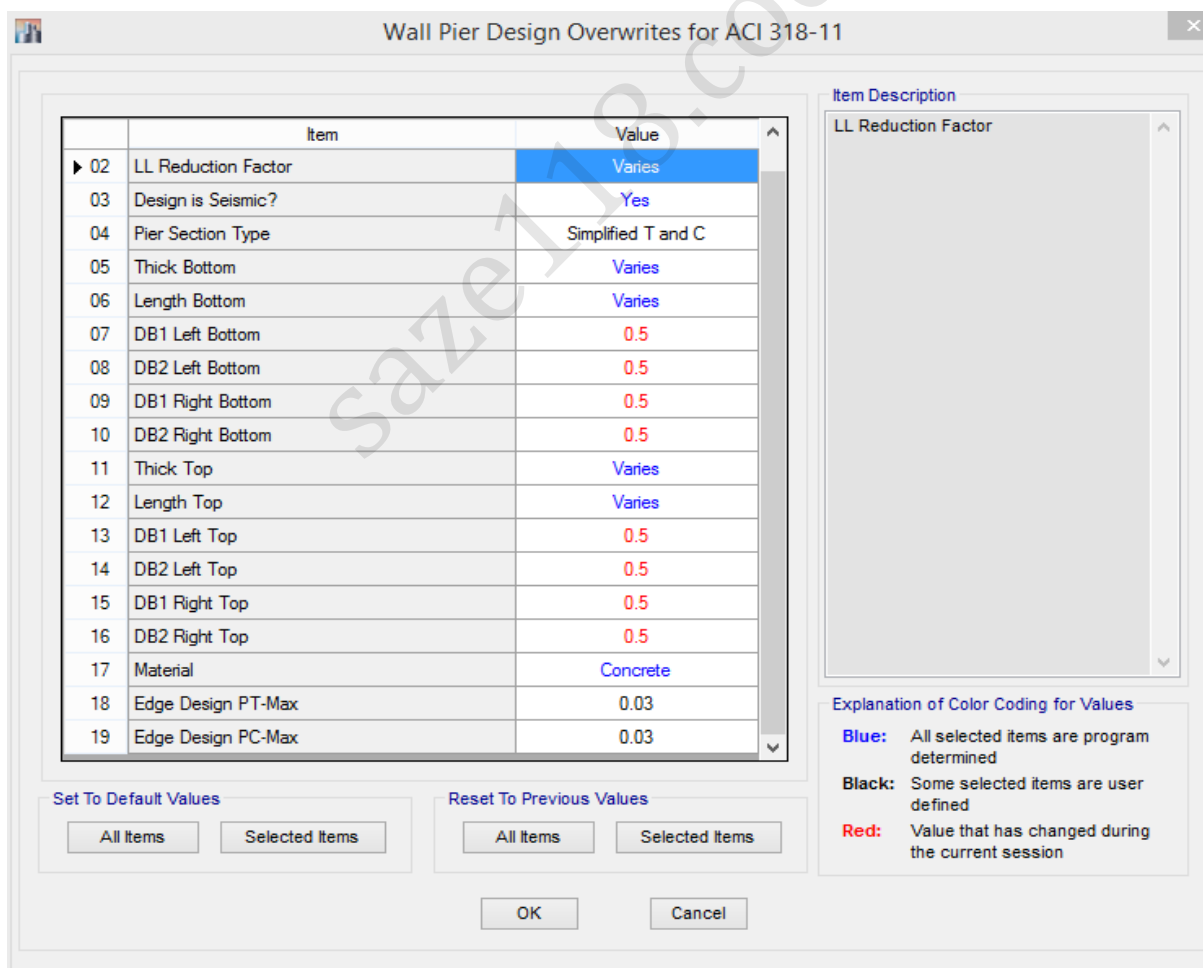 Wall Pier Design Overwrites for ACI 318-11
Item Value
02 LL Reduction Factor Varies
03 Design is Seismic? Yes
04 Pier Section Type Simplified T and C
05 Thick Bottom Varies
06 Length Bottom Varies
07 DB1 Left Bottom 0.5
08 DB2 Left Bottom 0.5
09 DB1 Right Bottom 0.5
10 DB2 Right Bottom 0.5
11 Thick Top Varies
12 Length Top Varies
13 DB1 Left Top 0.5
14 DB2 Left Top 0.5
15 DB1 Right Top 0.5
16 DB2 Right Top 0.5
17 Material Concrete
18 Edge Design PT-Max 0.03
19 Edge Design PC-Max 0.03
Item Description
LL Reduction Factor
Explanation of Color Coding for Values
Blue: All selected items are program
determined
Black: Some selected items are user
defined
Red: Value that has changed during
the current session
Set To Default Values
All Items Selected Items
Reset To Previous Values
All Items Selected Items
OK Cancel